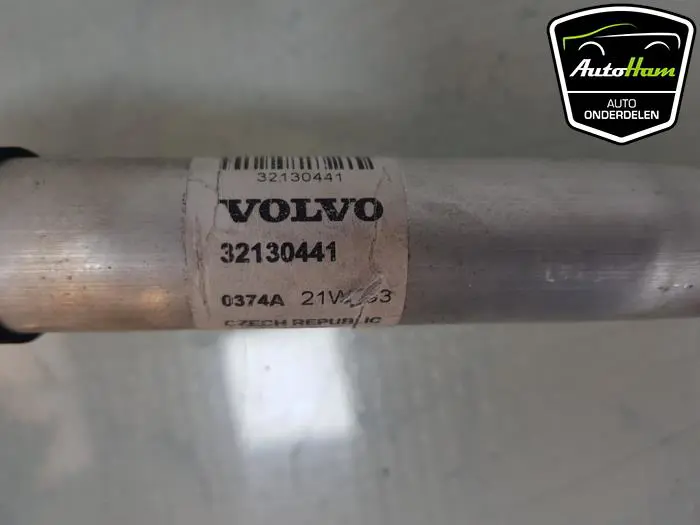 AutoHam
AUTO
ONDERDELEN
32130441
VOLVO
32130441
0374A
CZECH REPUBLIC